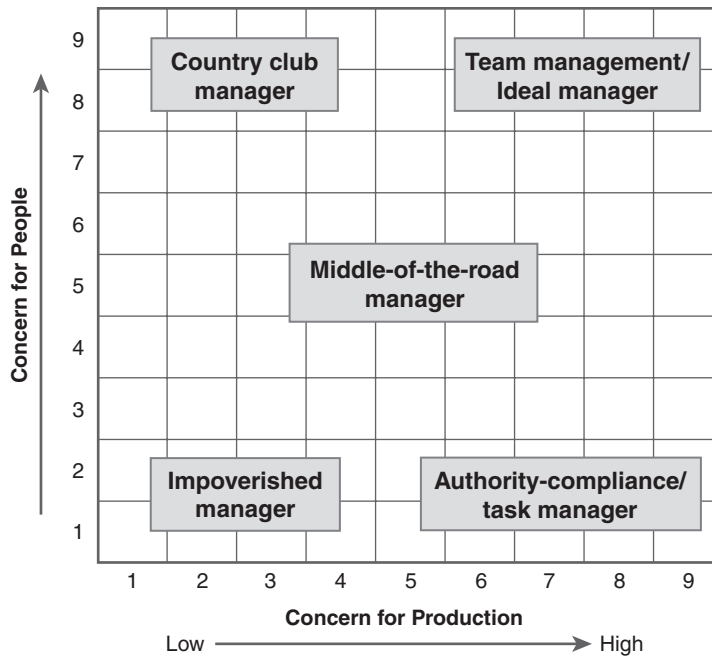 9
Country club
manager
Team management/
Ideal manager
8
7
6
Middle-of-the-road
manager
5
4
3
2
Impoverished
manager
Authority-compliance/
task manager
1
Concern for People
1 2 3 4 5 6 7 8 9
Concern for Production
Low High